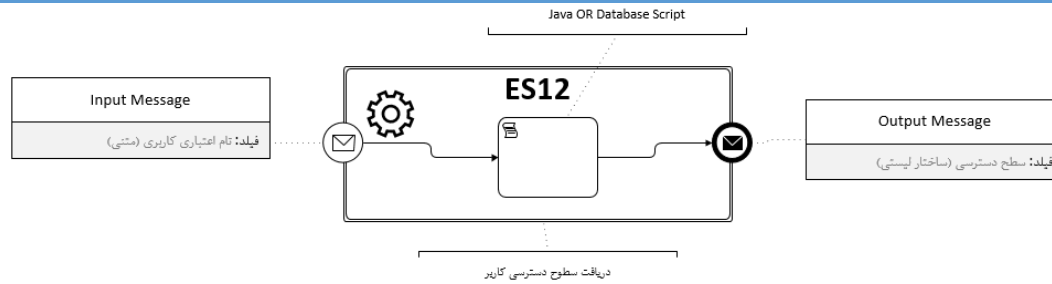 Java OR Database Script
ES12
Input Message
فیلد: نام اعتباری کاربری (متنی)
Output Message
فیلد: سطح دسترسی (ساختار لیستی)
دریافت سطوح دسترسی کاربر